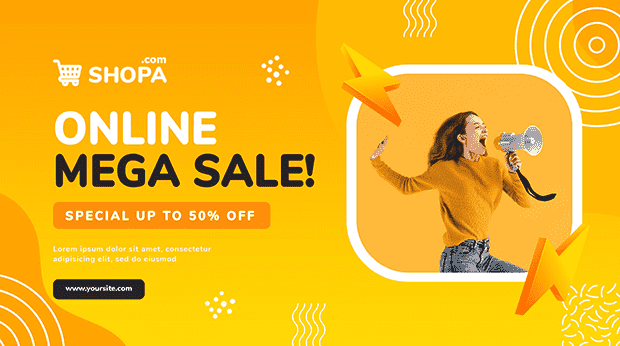 .com
SHOPA
ONLINE
MEGA SALE!
SPECIAL UP TO 50% OFF
Lorem ipsum dolor sit amet, consectetur
adipiscing elit, sed do eiusmod
www.yoursite.com